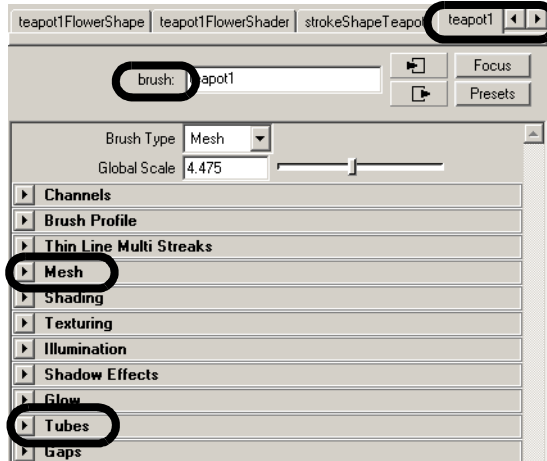 teapot1FlowerShape teapot1FlowerShader strokeShapeTeapot teapot1
brush: teapot1 Focus
Presets
Brush Type Mesh
Global Scale 4.475
Channels
Brush Profile
Thin Line Multi Streaks
Mesh
Shading
Texturing
Illumination
Shadow Effects
Glow
Tubes
Gaps